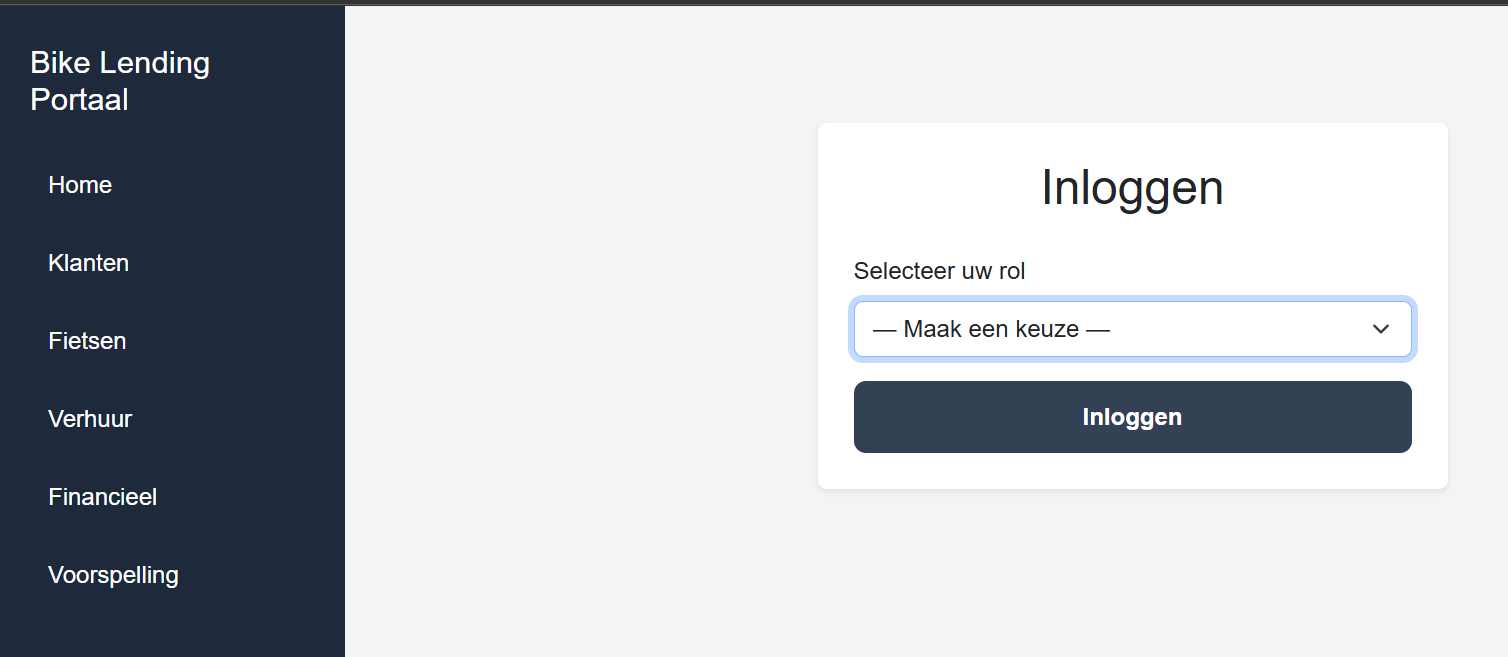 Bike Lending
Portaal
Home
Klanten
Fietsen
Verhuur
Financieel
Voorspelling
Inloggen
Selecteer uw rol
— Maak een keuze —
Inloggen